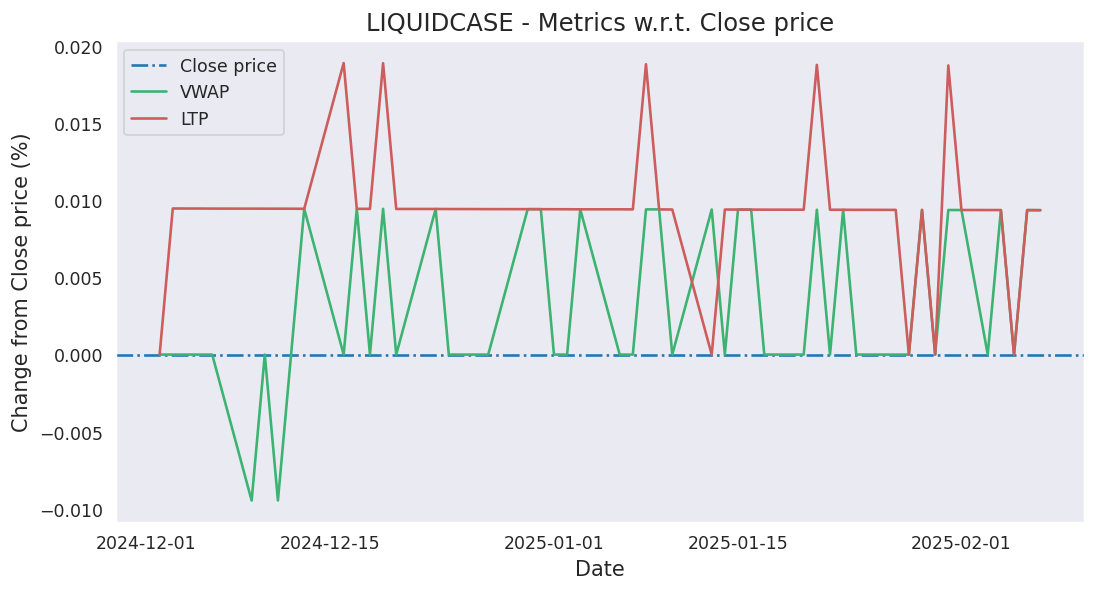 LIQUIDCASE - Metrics w.r.t. Close price
Close price
VWAP
LTP
Change from Close price (%)
0.020
0.015
0.010
0.005
0.000
−0.005
−0.010
2024-12-01
2024-12-15
2025-01-01
2025-01-15
2025-02-01
Date